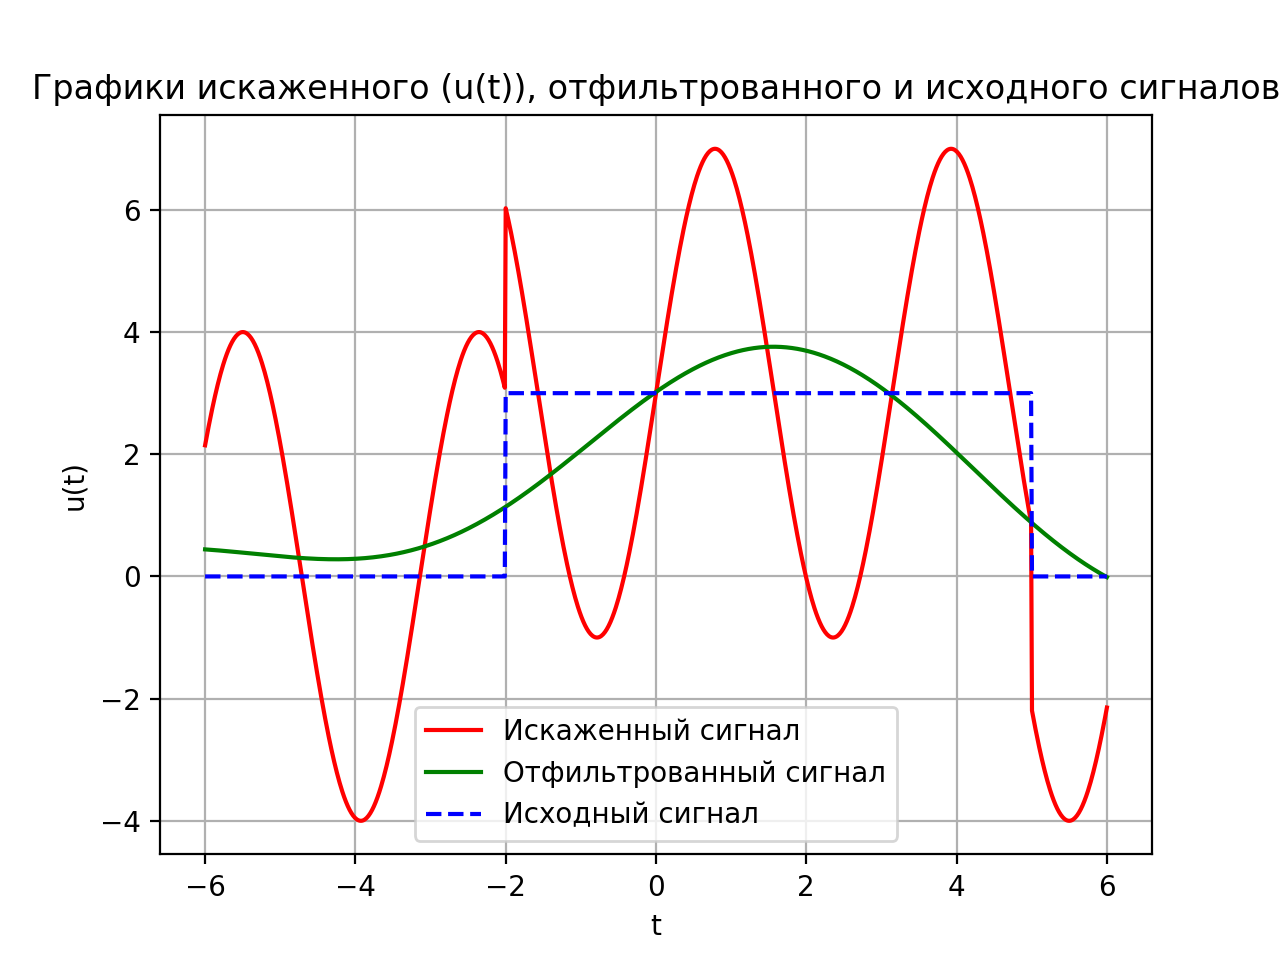 Графики искаженного (u(t)), отфильтрованного и исходного сигналов
u(t)
6
4
2
0
−2
−4
Искаженный сигнал
Отфильтрованный сигнал
Исходный сигнал
−6 −4 −2 0 2 4 6
t